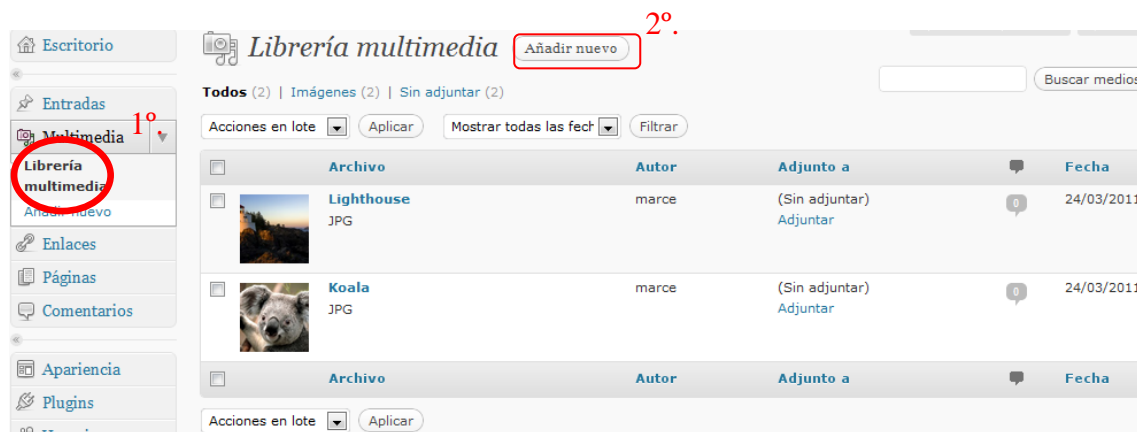 2º.
Escritorio
Librería multimedia Añadir nuevo
Buscar medios
Todos (2) | Imágenes (2) | Sin adjuntar (2)
Entradas
1º
Multimedia
Acciones en lote Aplicar Mostrar todas las fech Filtrar
Librería
multimedia
Añadir nuevo
Archivo Autor Adjunto a Fecha
Lighthouse marce (Sin adjuntar) 0 24/03/2011
JPG Adjuntar
Enlaces
Páginas
Koala marce (Sin adjuntar) 0 24/03/2011
JPG Adjuntar
Comentarios
Apariencia
Archivo Autor Adjunto a Fecha
Plugins
Acciones en lote Aplicar